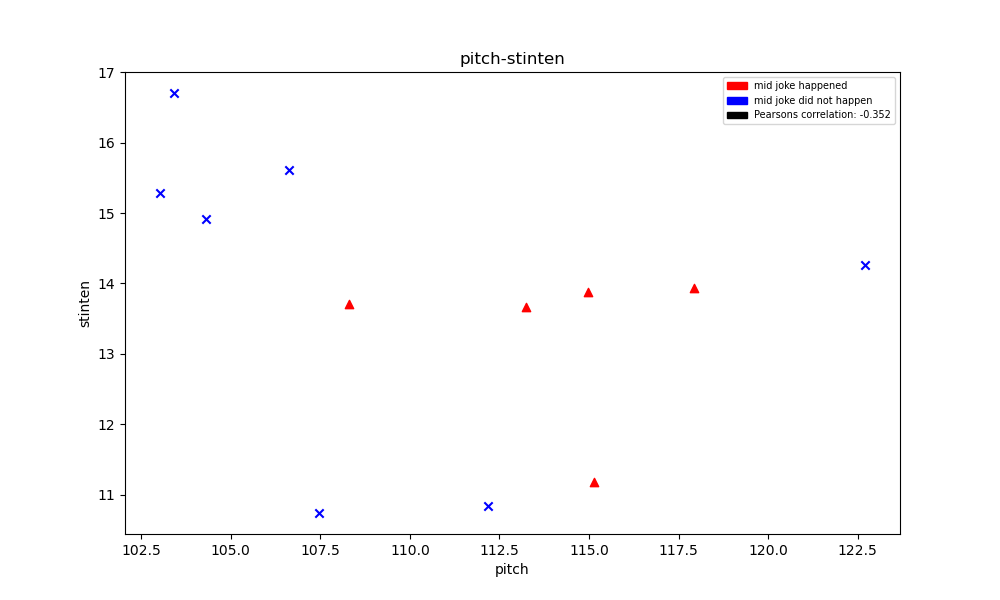 pitch-stinten
mid joke happened
mid joke did not happen
Pearsons correlation: -0.352
17
16
15
14
13
12
11
stinten
102.5 105.0 107.5 110.0 112.5 115.0 117.5 120.0 122.5
pitch